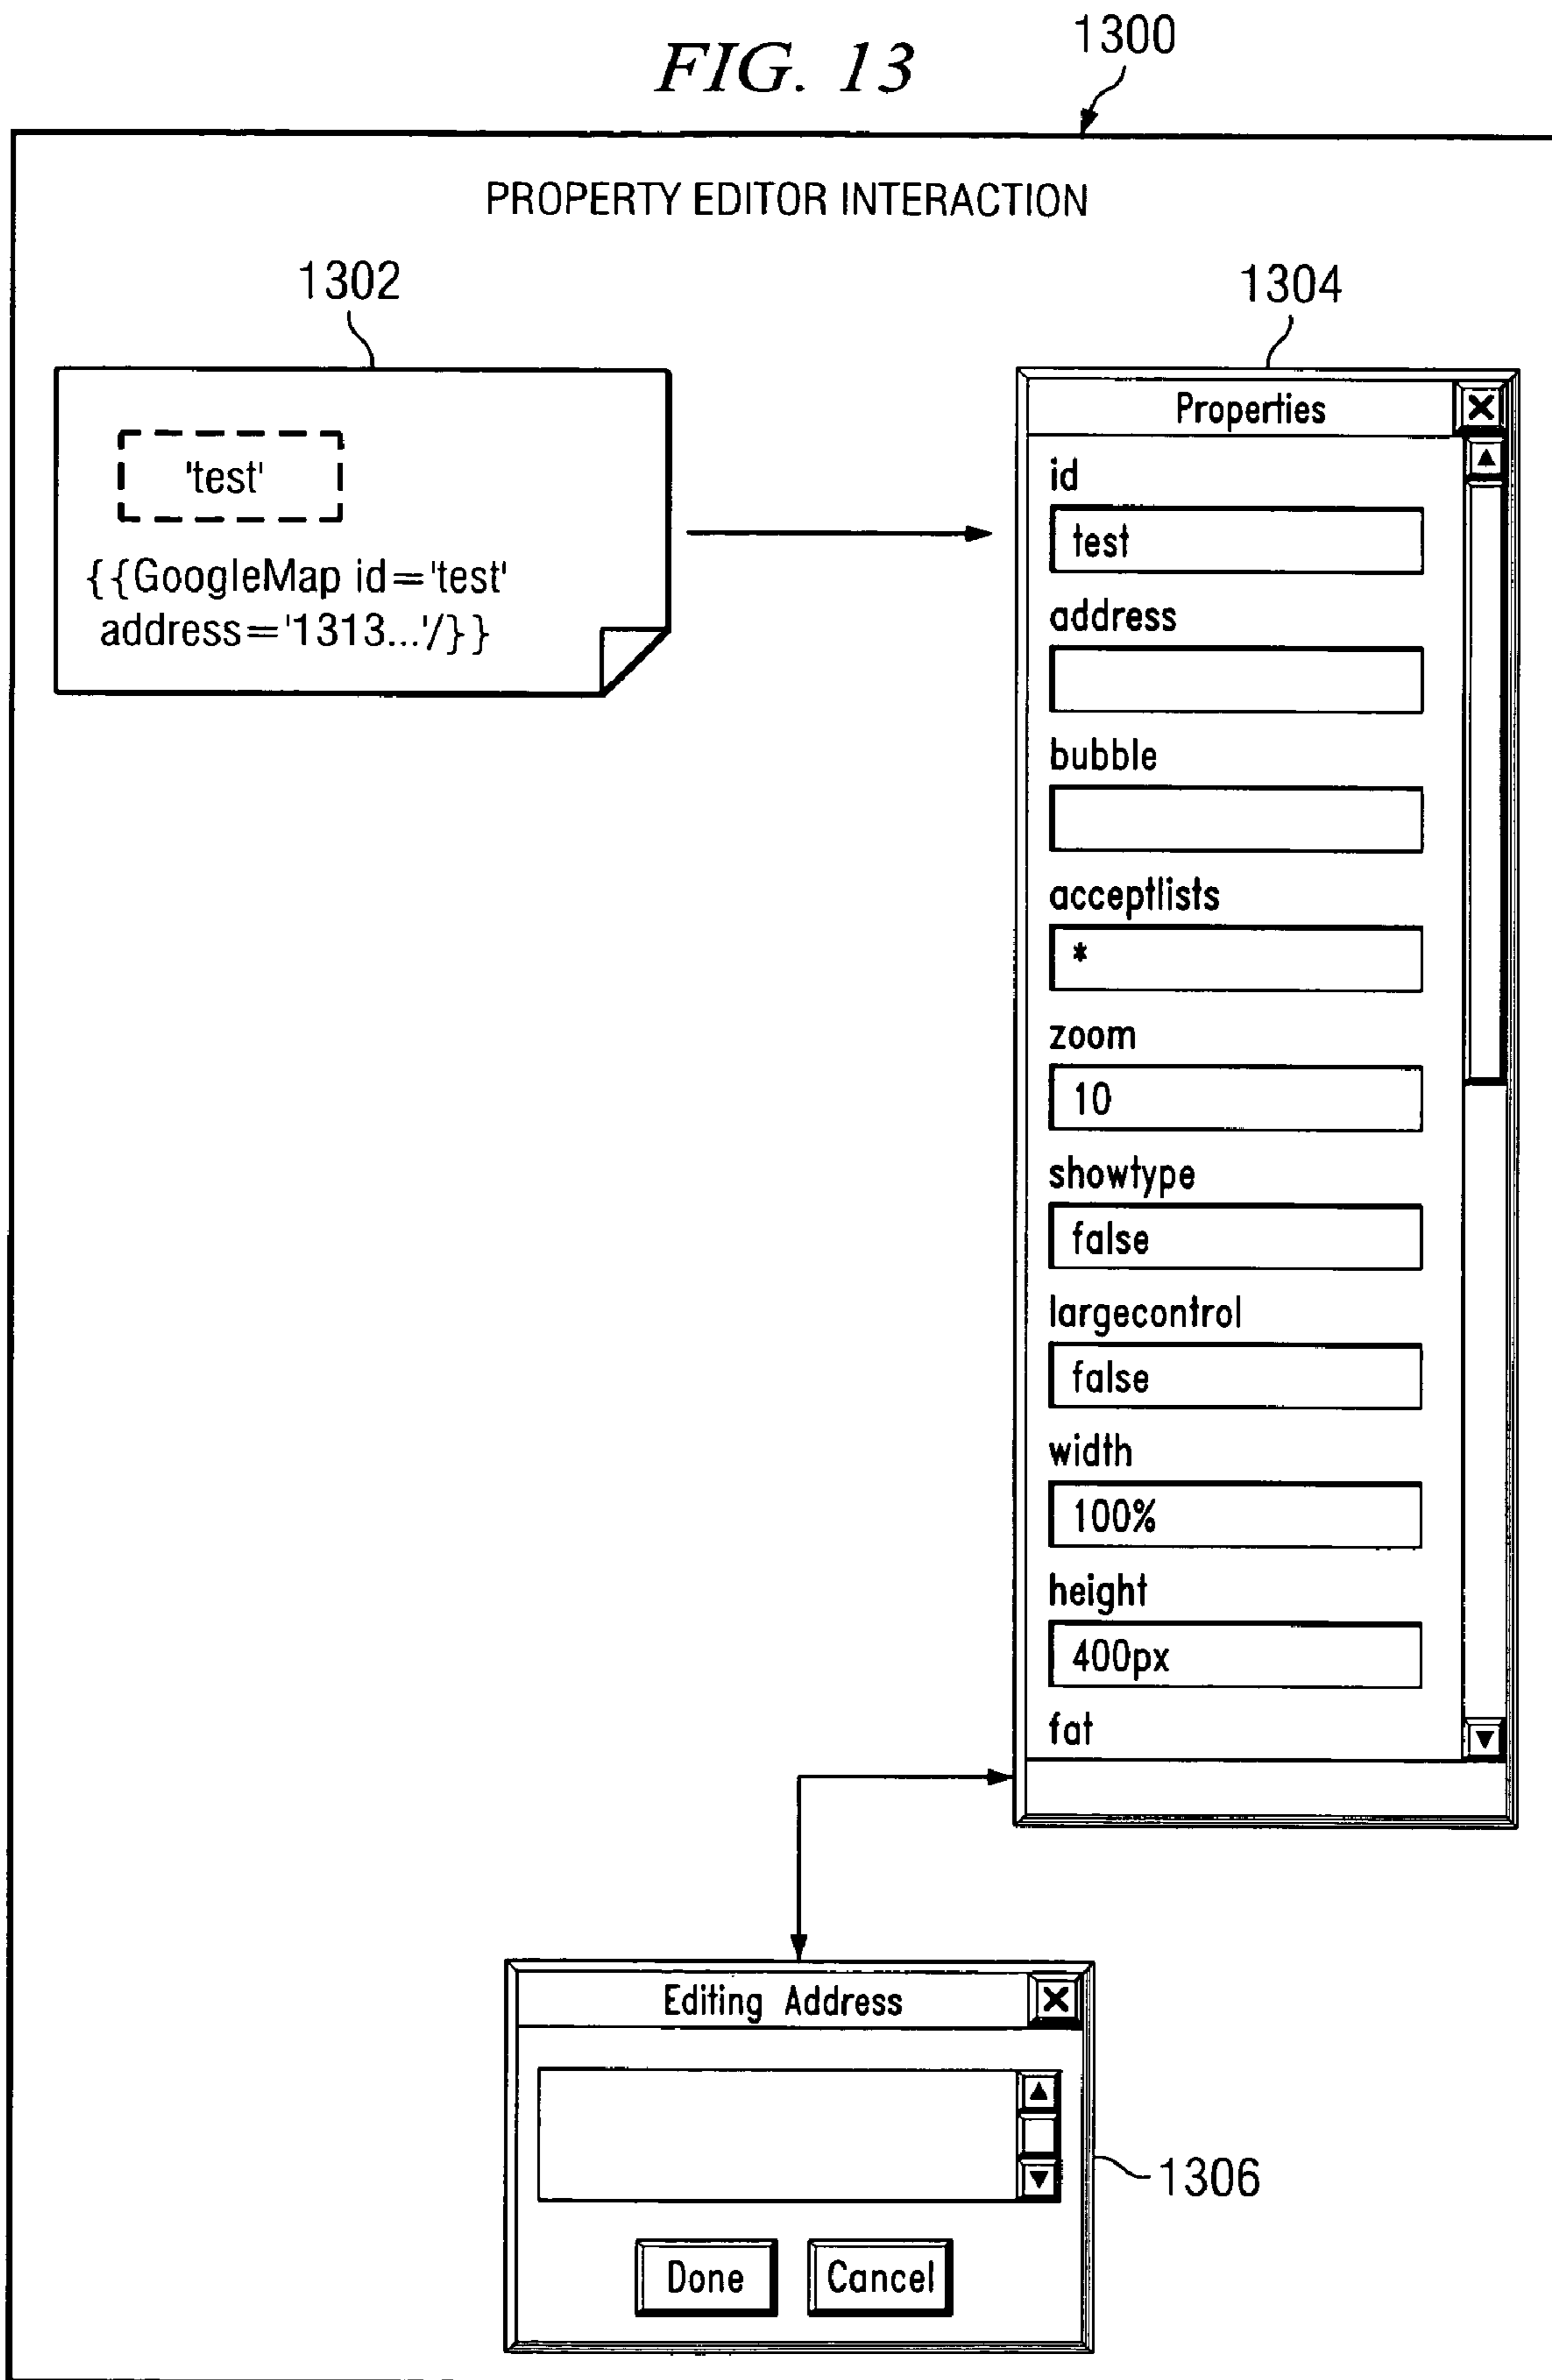 FIG. 13
1300
PROPERTY EDITOR INTERACTION
1302
'test'
{{GoogleMap id='test'
address='1313...'/}}
1304
Properties
id
test
address
bubble
acceptlists
*
zoom
10
showtype
false
largecontrol
false
width
100%
height
400px
fat
Editing Address
1306
Done Cancel